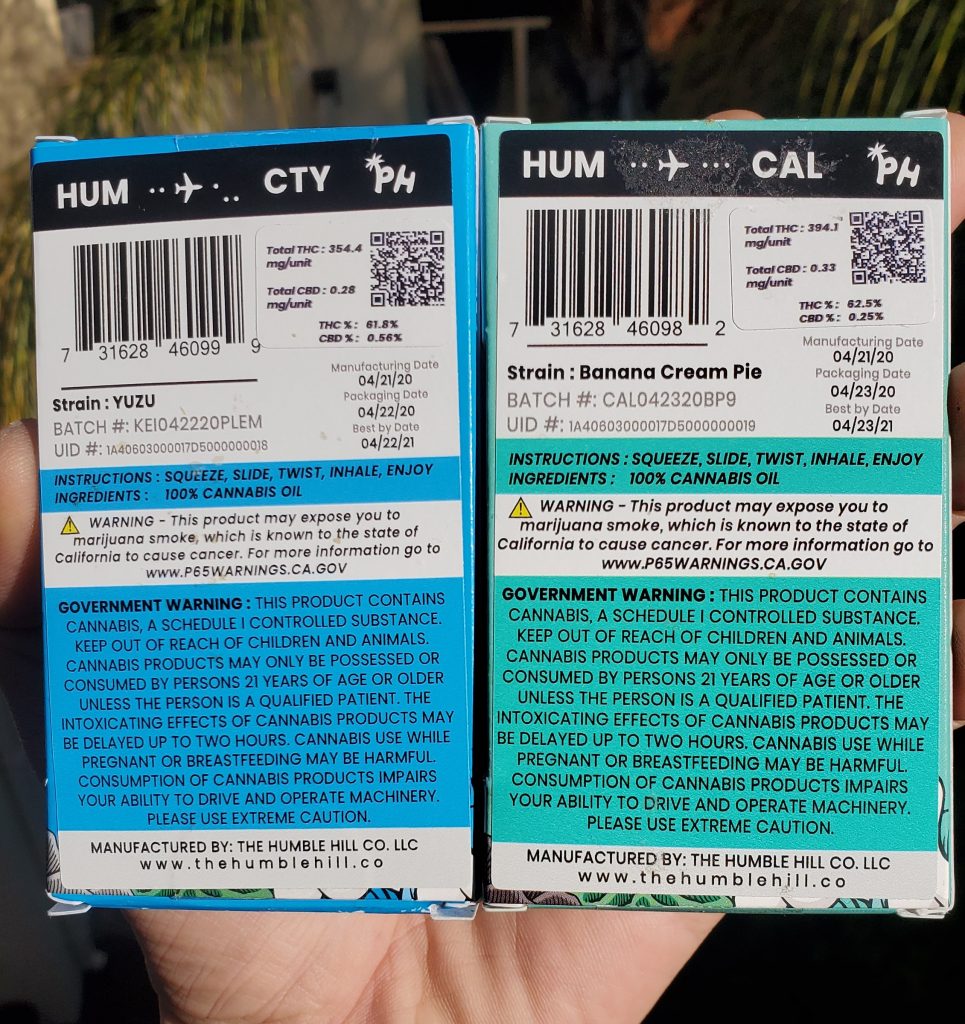 HUM ·· ✈ ·.. CTY PH
Total THC : 354.4
mg/unit
Total CBD : 0.28
mg/unit
THC % : 61.8%
CBD % : 0.56%
7 31628 46099 9
Manufacturing Date
04/21/20
Packaging Date
04/22/20
Best by Date
04/22/21
Strain : YUZU
BATCH #: KEI042220PLEM
UID #: 1A40603000017D5000000018
INSTRUCTIONS : SQUEEZE, SLIDE, TWIST, INHALE, ENJOY
INGREDIENTS : 100% CANNABIS OIL
WARNING - This product may expose you to
marijuana smoke, which is known to the state of
California to cause cancer. For more information go to
www.P65WARNINGS.CA.GOV
GOVERNMENT WARNING : THIS PRODUCT CONTAINS
CANNABIS, A SCHEDULE I CONTROLLED SUBSTANCE.
KEEP OUT OF REACH OF CHILDREN AND ANIMALS.
CANNABIS PRODUCTS MAY ONLY BE POSSESSED OR
CONSUMED BY PERSONS 21 YEARS OF AGE OR OLDER
UNLESS THE PERSON IS A QUALIFIED PATIENT. THE
INTOXICATING EFFECTS OF CANNABIS PRODUCTS MAY
BE DELAYED UP TO TWO HOURS. CANNABIS USE WHILE
PREGNANT OR BREASTFEEDING MAY BE HARMFUL.
CONSUMPTION OF CANNABIS PRODUCTS IMPAIRS
YOUR ABILITY TO DRIVE AND OPERATE MACHINERY.
PLEASE USE EXTREME CAUTION.
MANUFACTURED BY: THE HUMBLE HILL CO. LLC
www.thehumblehill.co
HUM ·· ✈ ··· CAL PH
Total THC : 394.1
mg/unit
Total CBD : 0.33
mg/unit
THC % : 62.5%
CBD % : 0.25%
7 31628 46098 2
Manufacturing Date
04/21/20
Packaging Date
04/23/20
Best by Date
04/23/21
Strain : Banana Cream Pie
BATCH #: CAL042320BP9
UID #: 1A40603000017D5000000019
INSTRUCTIONS : SQUEEZE, SLIDE, TWIST, INHALE, ENJOY
INGREDIENTS : 100% CANNABIS OIL
WARNING - This product may expose you to
marijuana smoke, which is known to the state of
California to cause cancer. For more information go to
www.P65WARNINGS.CA.GOV
GOVERNMENT WARNING : THIS PRODUCT CONTAINS
CANNABIS, A SCHEDULE I CONTROLLED SUBSTANCE.
KEEP OUT OF REACH OF CHILDREN AND ANIMALS.
CANNABIS PRODUCTS MAY ONLY BE POSSESSED OR
CONSUMED BY PERSONS 21 YEARS OF AGE OR OLDER
UNLESS THE PERSON IS A QUALIFIED PATIENT. THE
INTOXICATING EFFECTS OF CANNABIS PRODUCTS MAY
BE DELAYED UP TO TWO HOURS. CANNABIS USE WHILE
PREGNANT OR BREASTFEEDING MAY BE HARMFUL.
CONSUMPTION OF CANNABIS PRODUCTS IMPAIRS
YOUR ABILITY TO DRIVE AND OPERATE MACHINERY.
PLEASE USE EXTREME CAUTION.
MANUFACTURED BY: THE HUMBLE HILL CO. LLC
www.thehumblehill.co